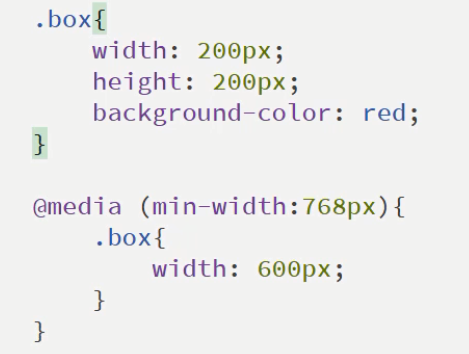 .box{
    width: 200px;
    height: 200px;
    background-color: red;
}

@media (min-width:768px){
    .box{
        width: 600px;
    }
}